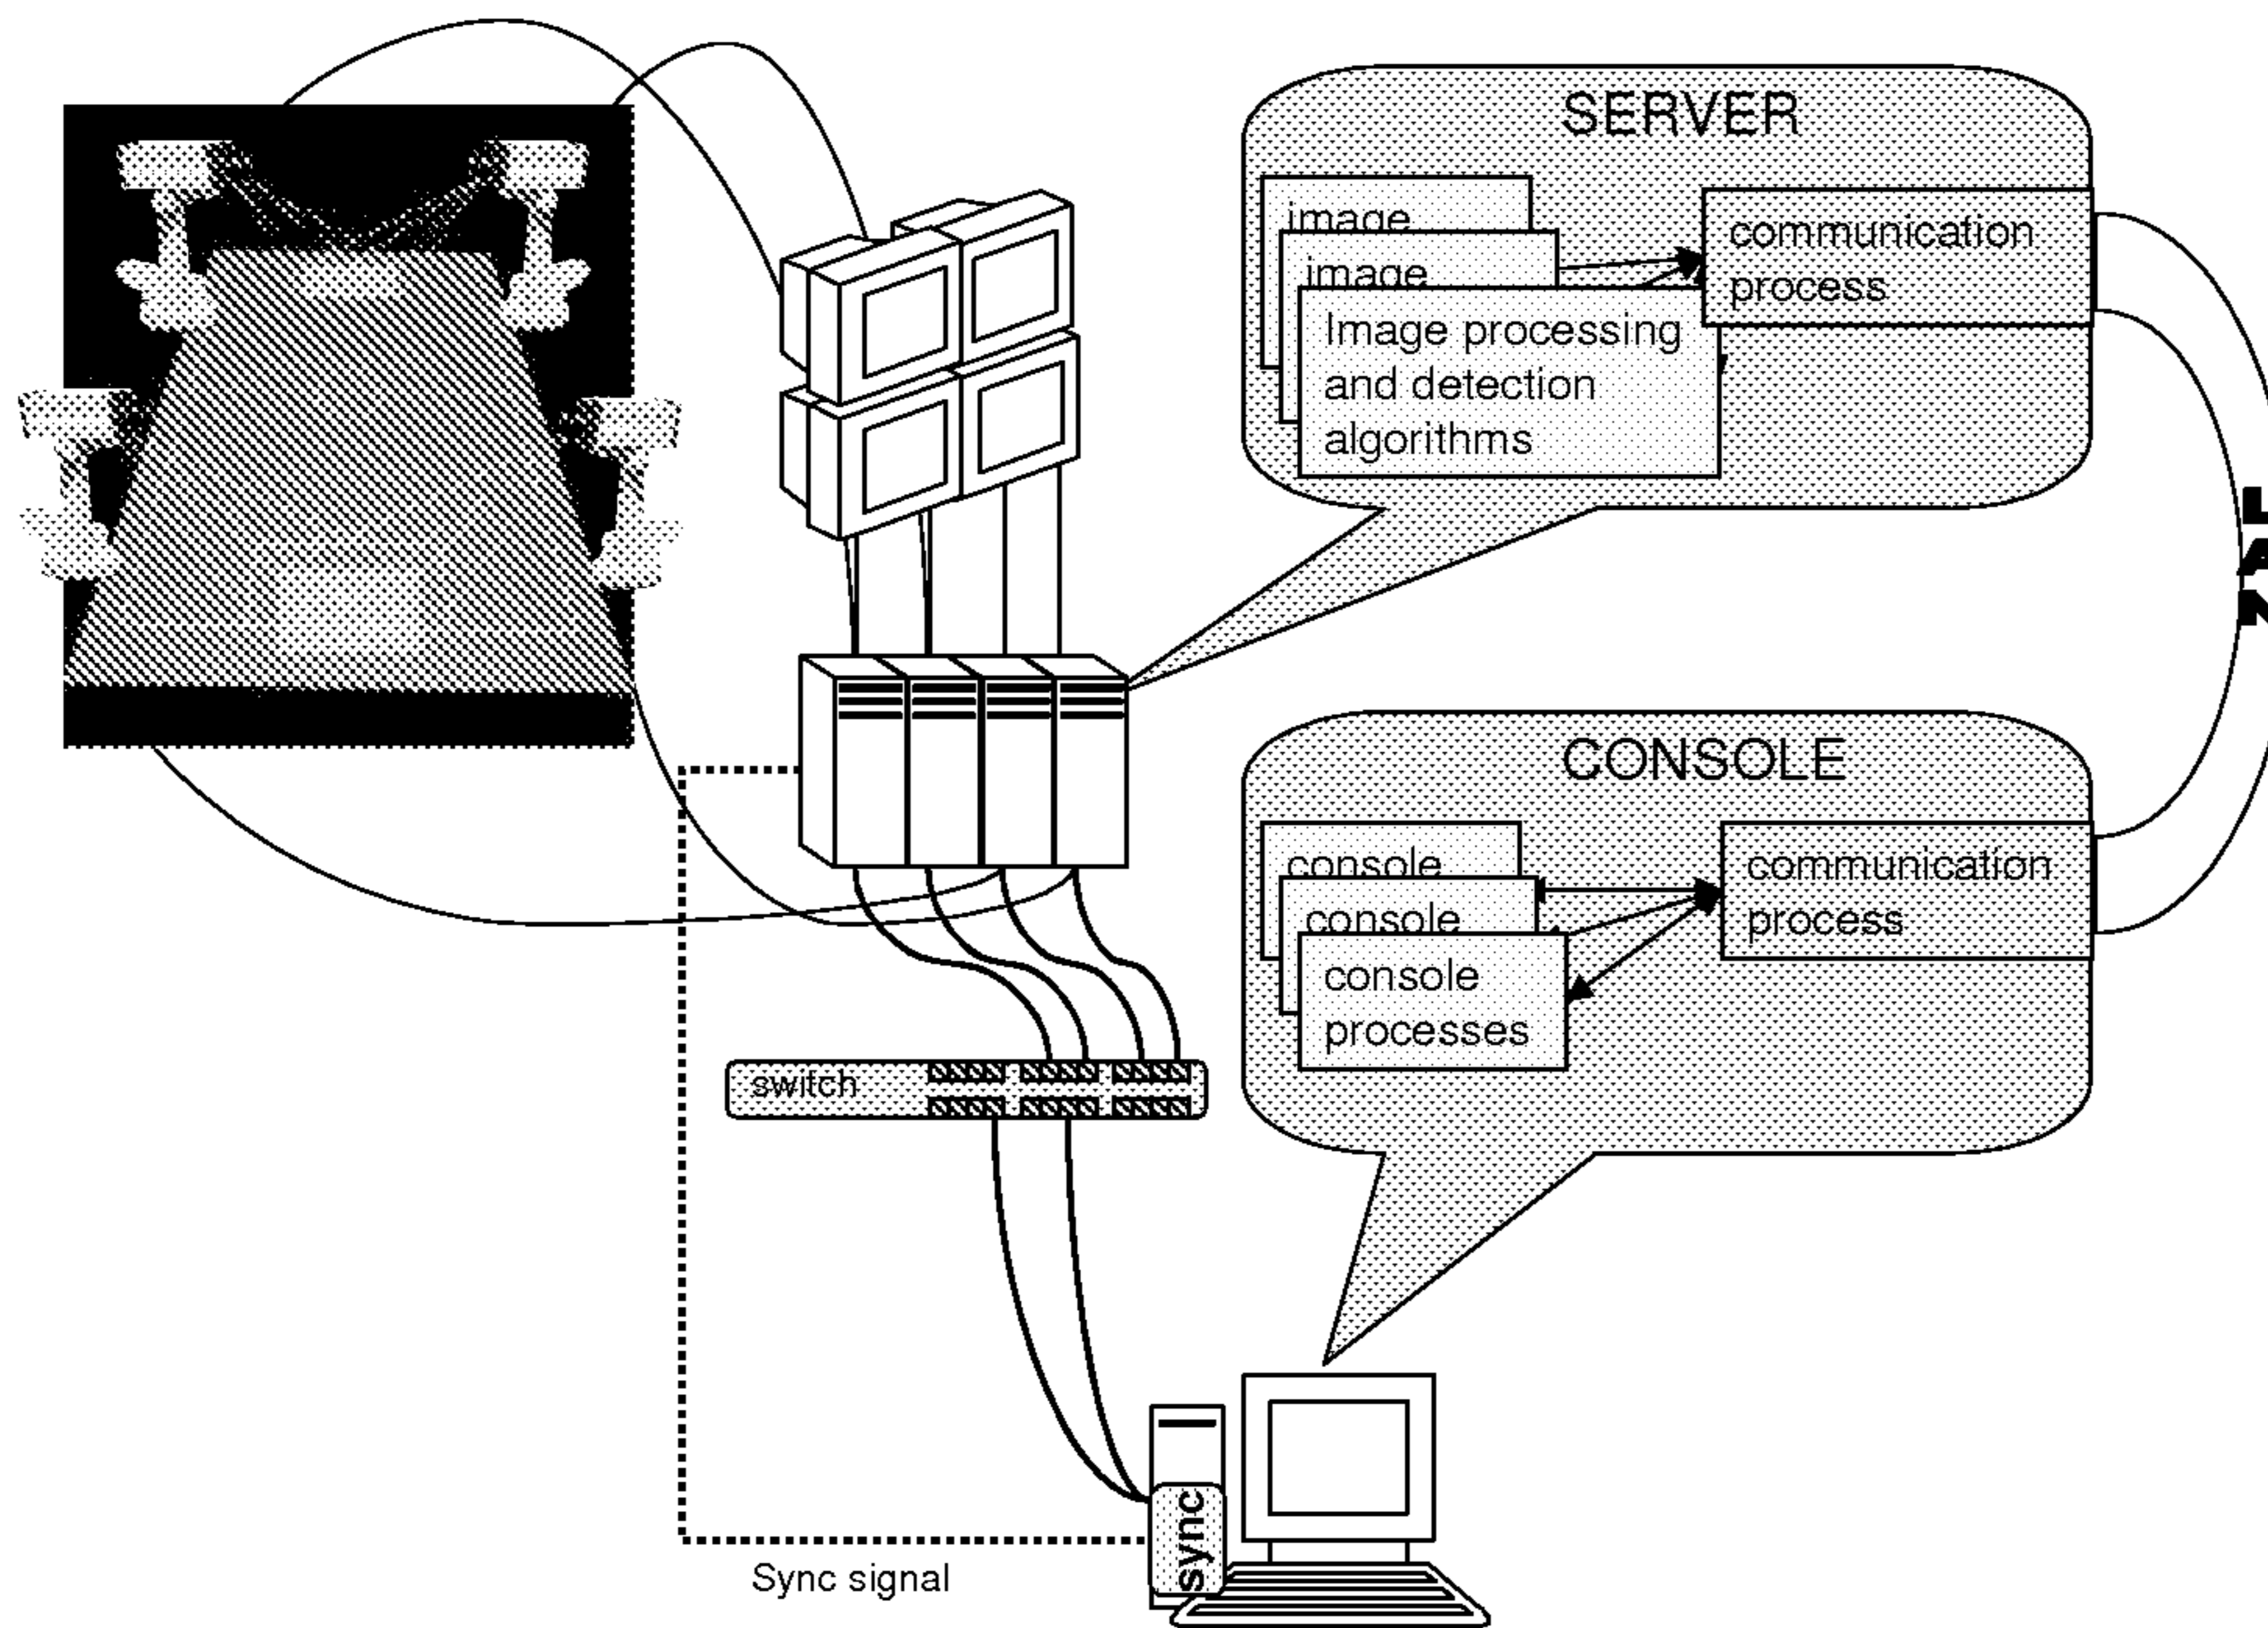 SERVER
image
image
Image processing
and detection
algorithms
communication
process
LAN
CONSOLE
console
console
console
processes
communication
process
switch
sync
Sync signal